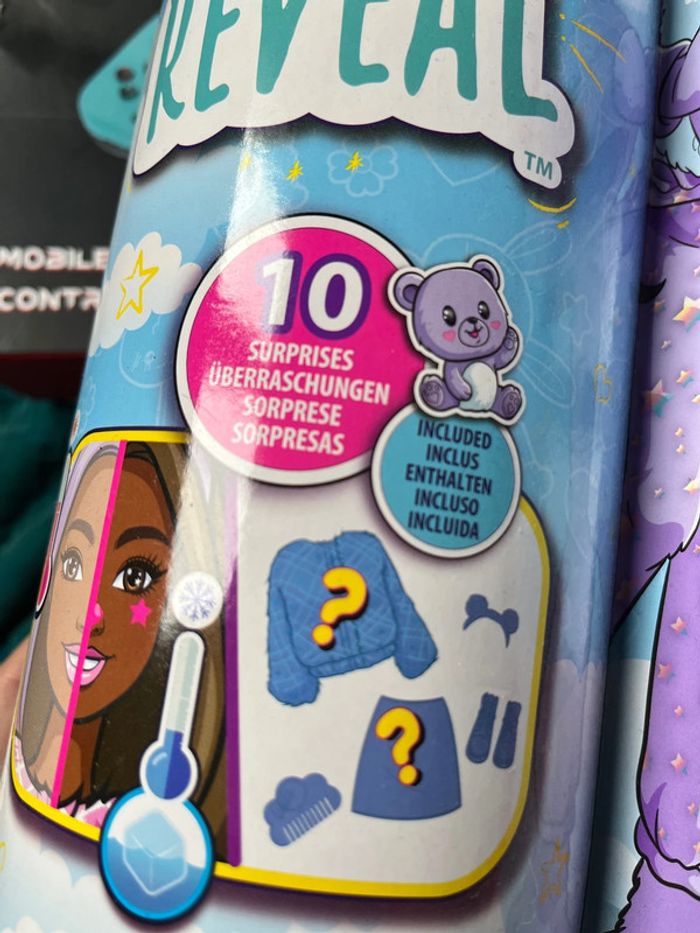 REVEAL
TM
MOBILE
CONTR
10
SURPRISES
ÜBERRASCHUNGEN
SORPRESE
SORPRESAS
INCLUDED
INCLUS
ENTHALTEN
INCLUSO
INCLUIDA
?
?